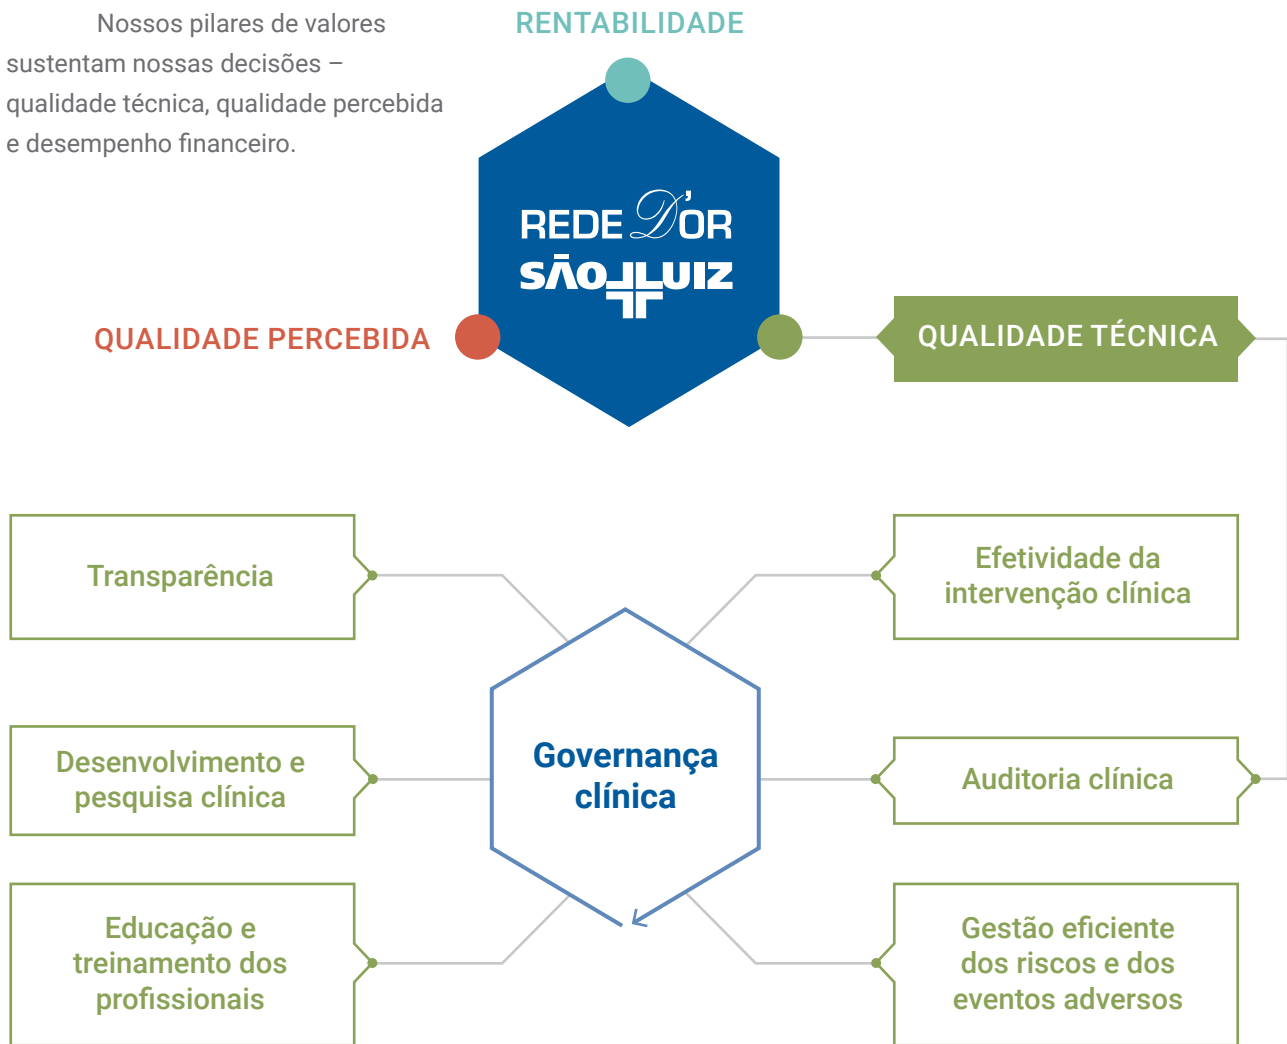 Nossos pilares de valores
sustentam nossas decisões –
qualidade técnica, qualidade percebida
e desempenho financeiro.
RENTABILIDADE
REDE D'OR
SÃO LUIZ
QUALIDADE PERCEBIDA
QUALIDADE TÉCNICA
Transparência
Efetividade da
intervenção clínica
Desenvolvimento e
pesquisa clínica
Governança
clínica
Auditoria clínica
Educação e
treinamento dos
profissionais
Gestão eficiente
dos riscos e dos
eventos adversos